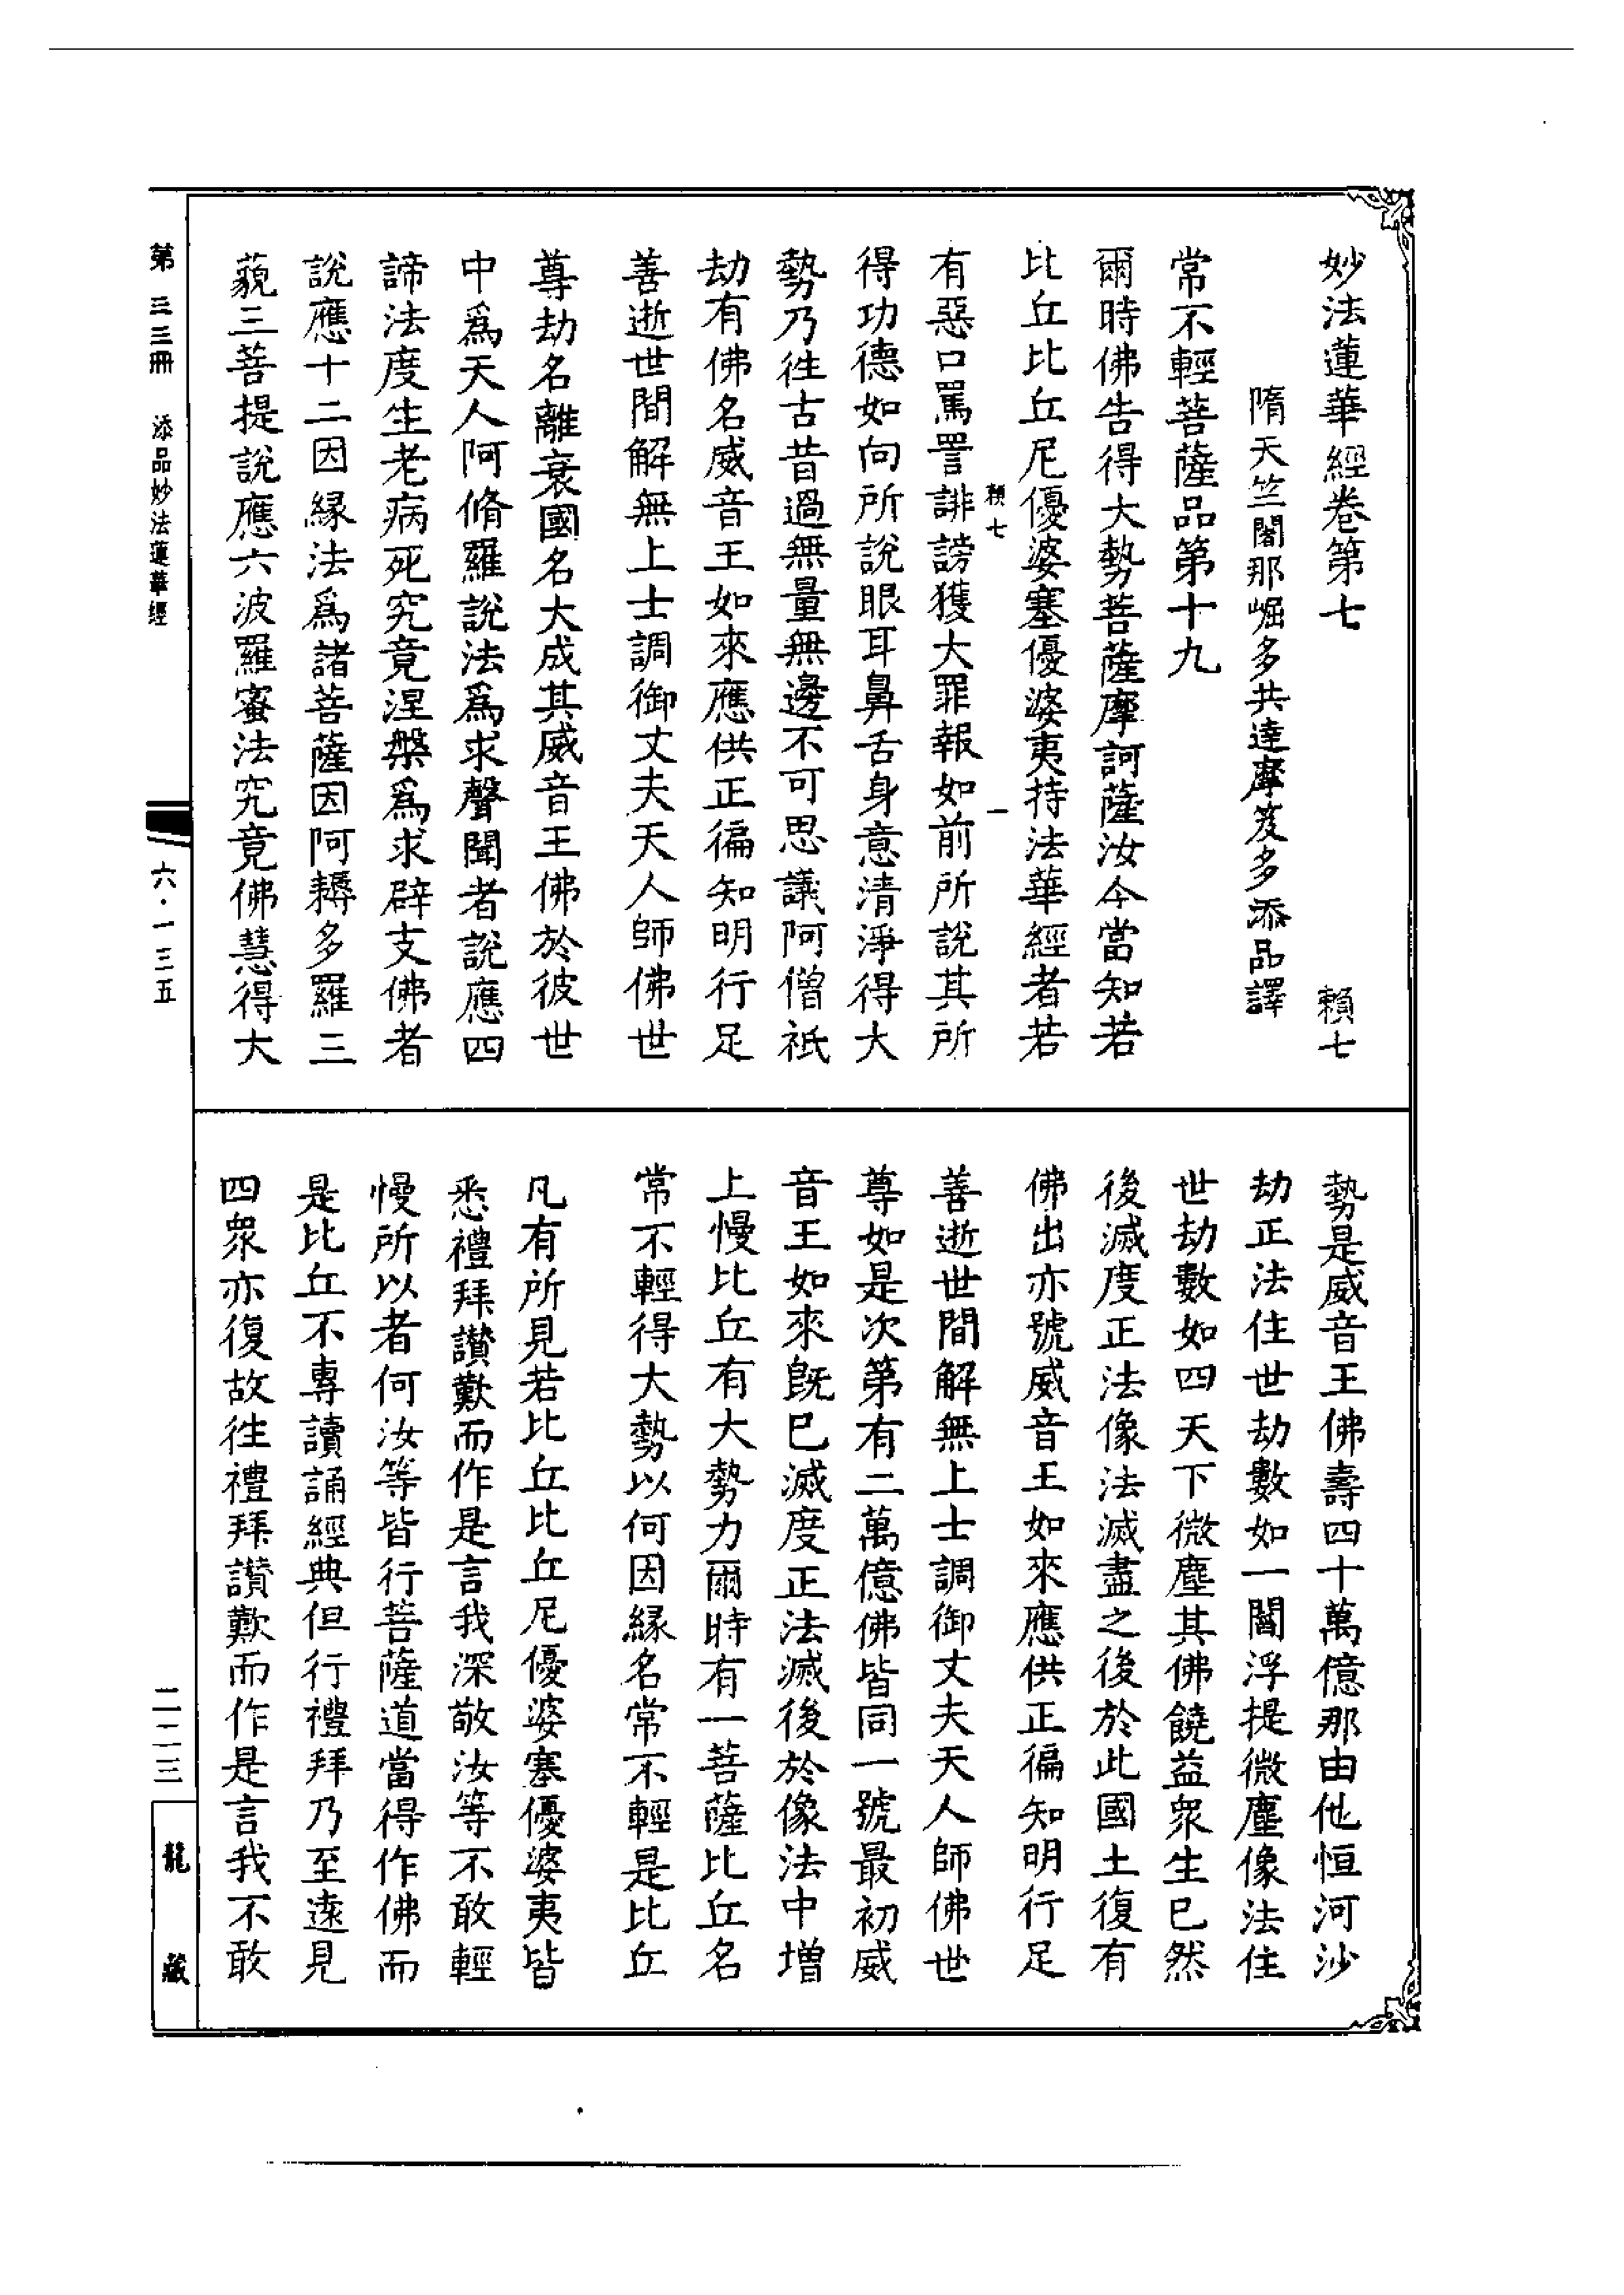 妙法蓮華經卷第七　賴七
隋天竺闍那崛多共達摩笈多添品譯
常不輕菩薩品第十九
爾時佛告得大勢菩薩摩訶薩汝今當知若
比丘比丘尼優婆塞優婆夷持法華經者若
賴七　一
有惡口罵詈誹謗獲大罪報如前所說其所
得功德如向所說眼耳鼻舌身意清淨得大
勢乃往古昔過無量無邊不可思議阿僧祇
劫有佛名威音王如來應供正徧知明行足
善逝世間解無上士調御丈夫天人師佛世
尊劫名離衰國名大成其威音王佛於彼世
中爲天人阿脩羅說法爲求聲聞者說應四
諦法度生老病死究竟涅槃爲求辟支佛者
說應十二因緣法爲諸菩薩因阿耨多羅三
藐三菩提說應六波羅蜜法究竟佛慧得大
勢是威音王佛壽四十萬億那由他恒河沙
劫正法住世劫數如一閻浮提微塵像法住
世劫數如四天下微塵其佛饒益眾生已然
後滅度正法像法滅盡之後於此國土復有
佛出亦號威音王如來應供正徧知明行足
善逝世間解無上士調御丈夫天人師佛世
尊如是次第有二萬億佛皆同一號最初威
音王如來旣已滅度正法滅後於像法中增
上慢比丘有大勢力爾時有一菩薩比丘名
常不輕得大勢以何因緣名常不輕是比丘
凡有所見若比丘比丘尼優婆塞優婆夷皆
悉禮拜讚歎而作是言我深敬汝等不敢輕
慢所以者何汝等皆行菩薩道當得作佛而
是比丘不專讀誦經典但行禮拜乃至遠見
四眾亦復故往禮拜讚歎而作是言我不敢
第三三冊　添品妙法蓮華經
六·一三五
二二三
龍藏